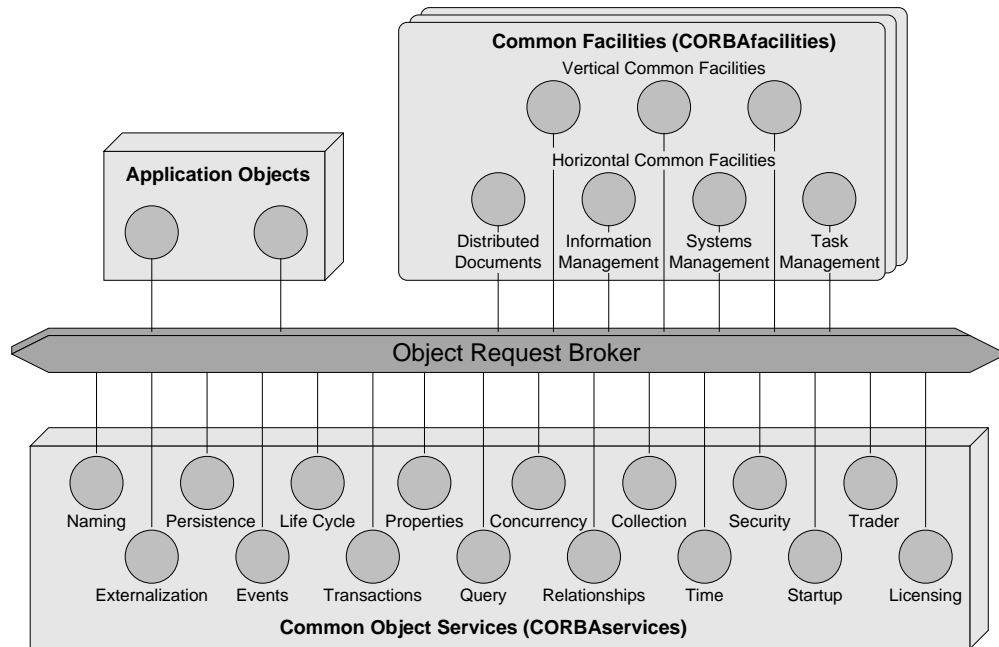 Common Facilities (CORBAfacilities)
Vertical Common Facilities
Horizontal Common Facilities
Application Objects
Distributed
Documents
Information
Management
Systems
Management
Task
Management
Object Request Broker
Naming
Persistence
Life Cycle
Properties
Concurrency
Collection
Security
Trader
Externalization
Events
Transactions
Query
Relationships
Time
Startup
Licensing
Common Object Services (CORBAservices)